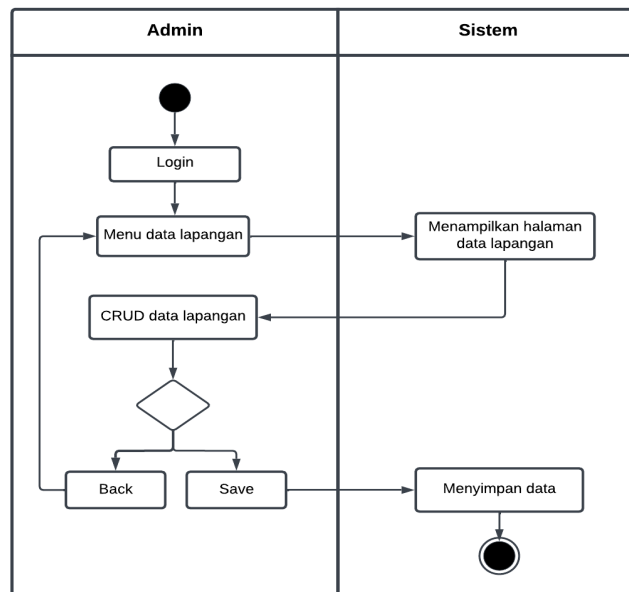 Admin
Sistem
Login
Menu data lapangan
Menampilkan halaman
data lapangan
CRUD data lapangan
Back
Save
Menyimpan data